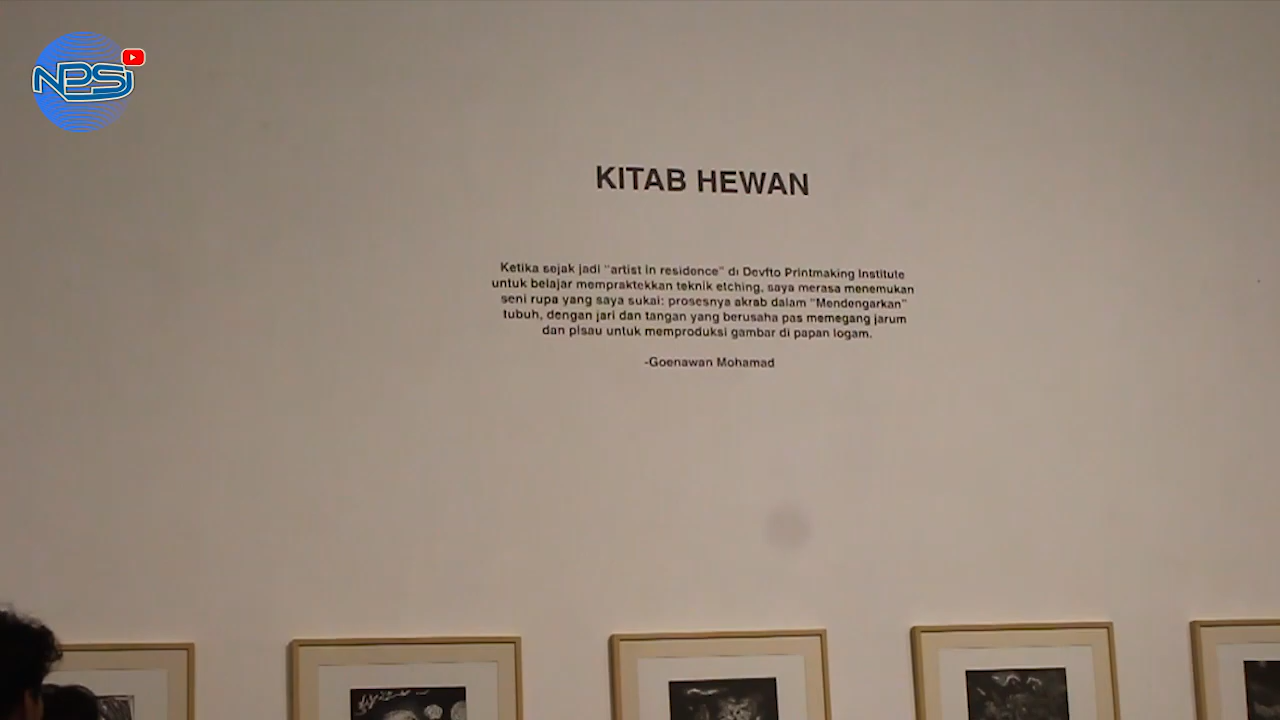 NPSJ
KITAB HEWAN
Ketika sejak jadi "artist in residence" di Devfto Printmaking Institute
untuk belajar mempraktekkan teknik etching, saya merasa menemukan
seni rupa yang saya sukai: prosesnya akrab dalam "Mendengarkan"
tubuh, dengan jari dan tangan yang berusaha pas memegang jarum
dan pisau untuk memproduksi gambar di papan logam.
-Goenawan Mohamad